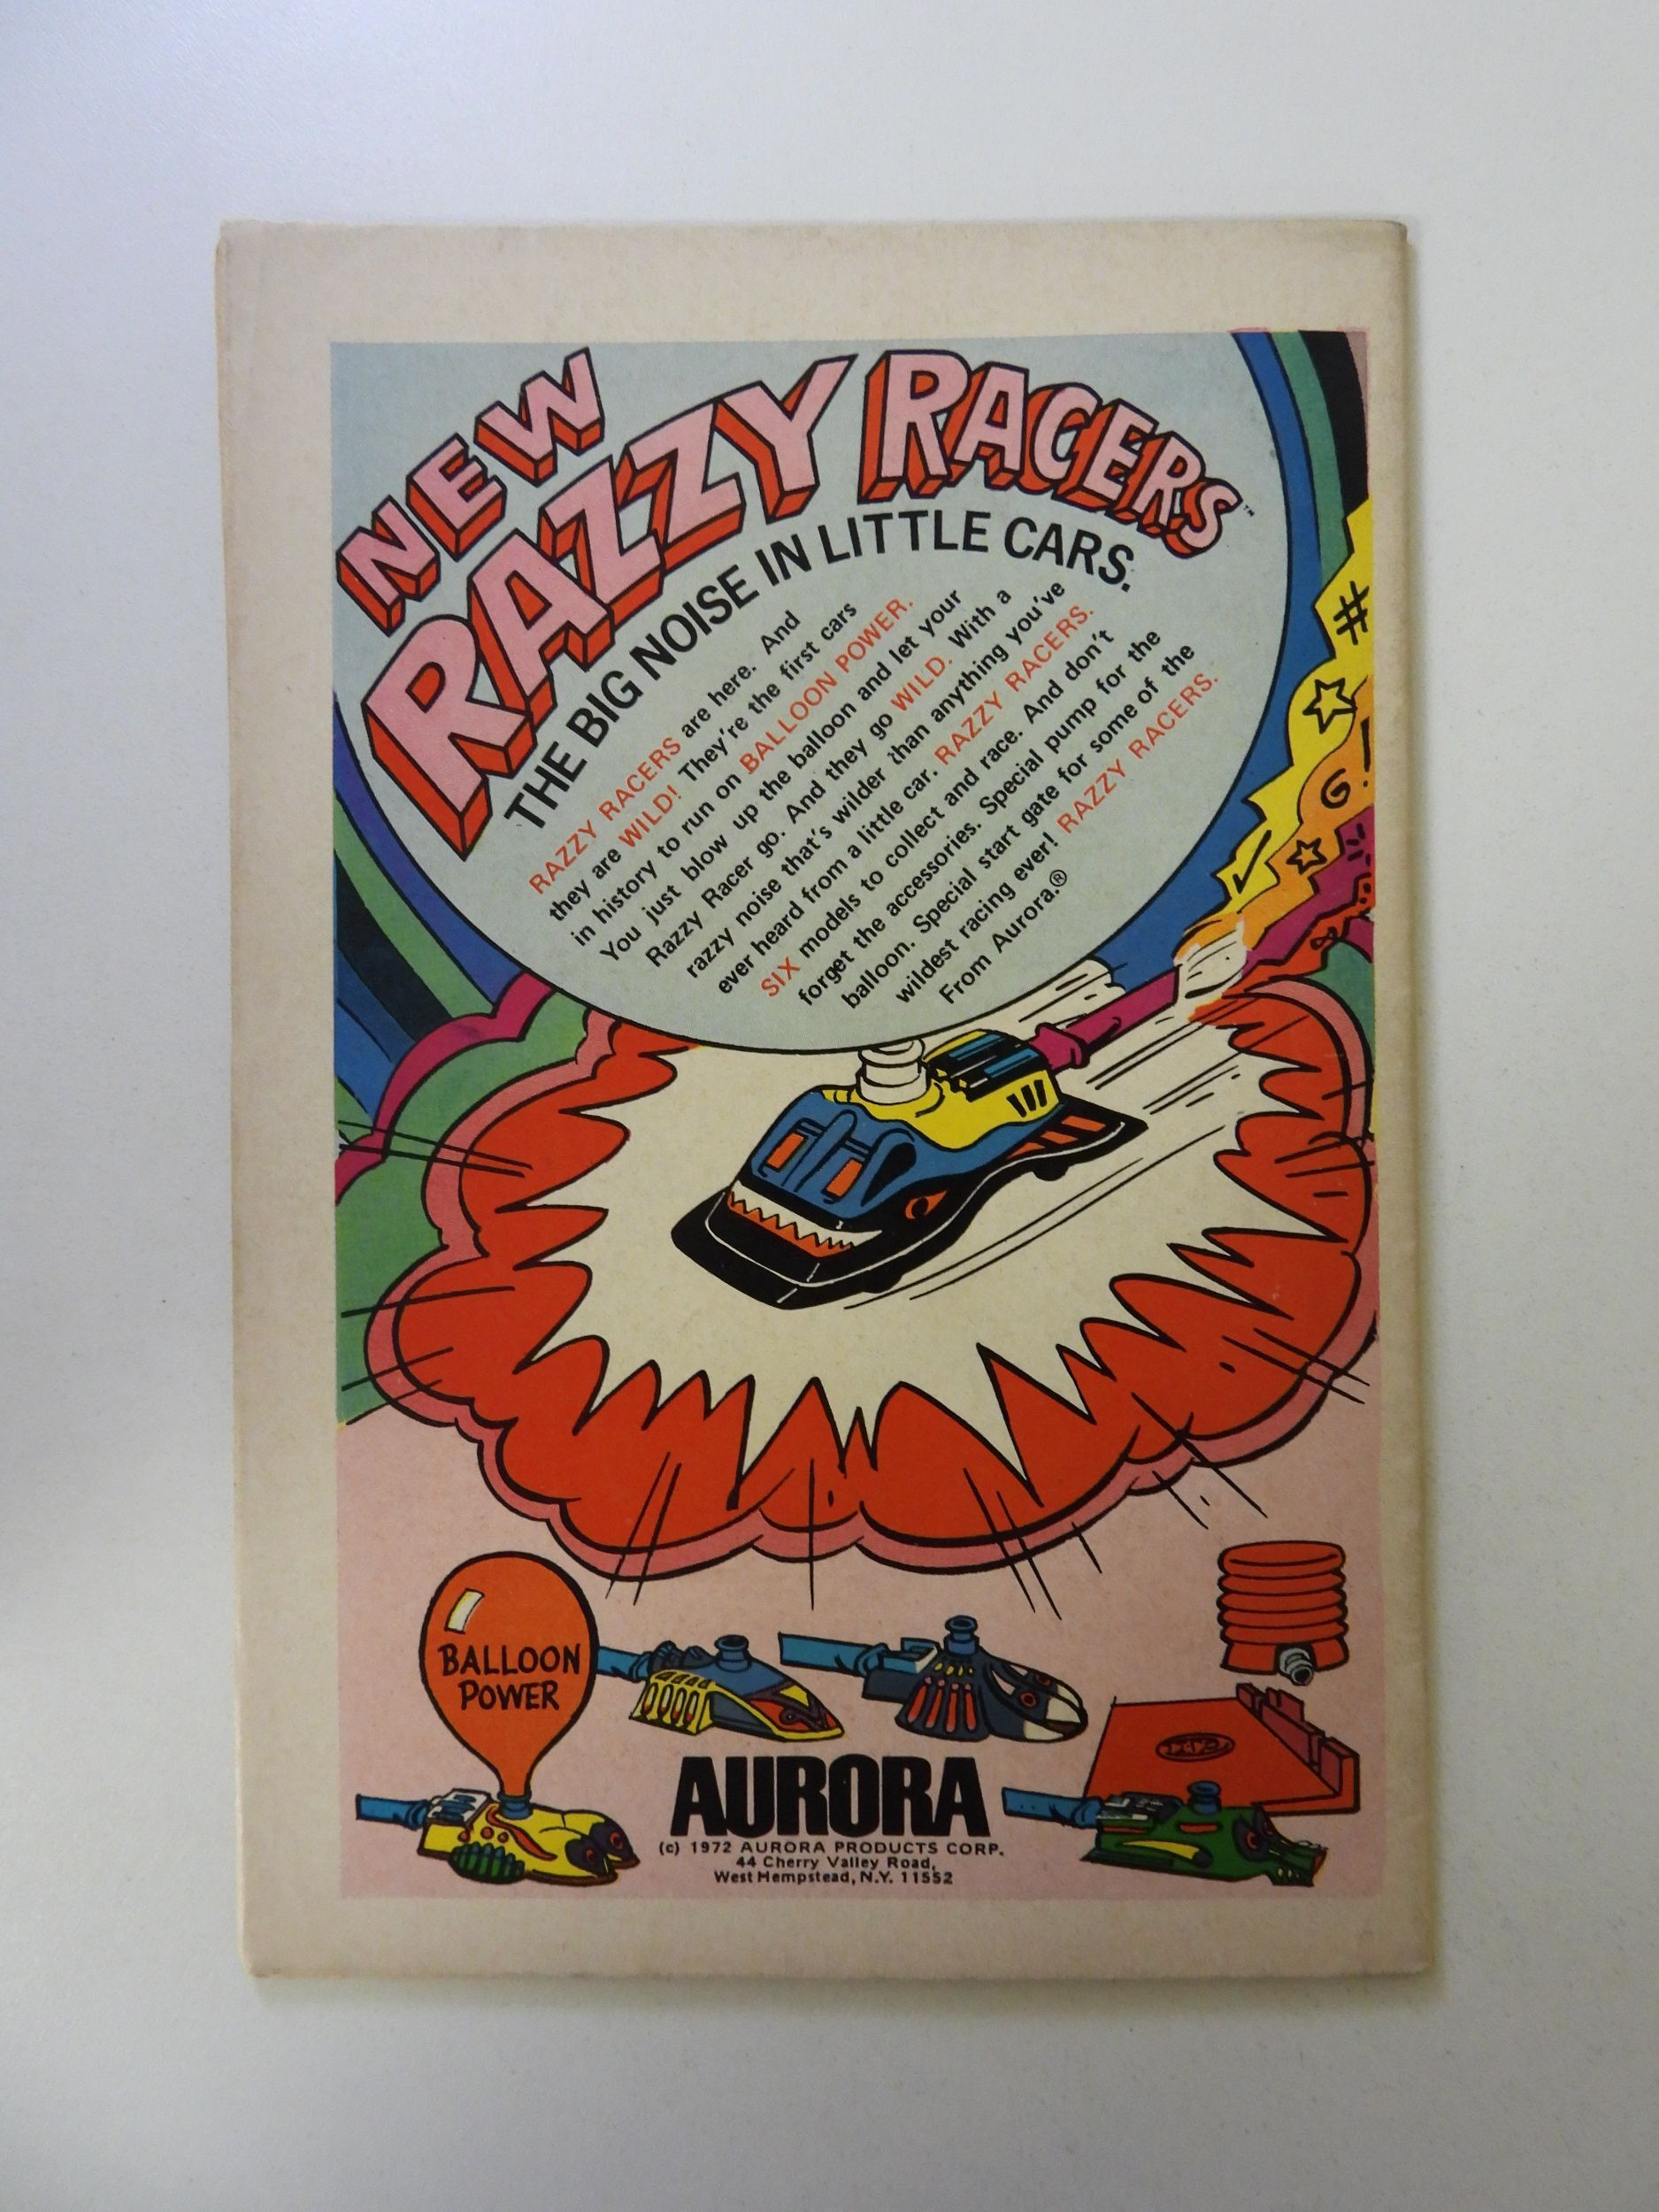 NEW
RAZZY RACERS™
THE BIG NOISE IN LITTLE CARS.
RAZZY RACERS are here. And
they are WILD! They're the first cars
in history to run on BALLOON POWER.
You just blow up the balloon and let your
Razzy Racer go. And they go WILD. With a
razzy noise that's wilder than anything you've
ever heard from a little car. RAZZY RACERS.
SIX models to collect and race. And don't
forget the accessories. Special pump for the
balloon. Special start gate for some of the
wildest racing ever! RAZZY RACERS.
From Aurora.®
#
!
G!
BALLOON
POWER
AURORA
(c) 1972 AURORA PRODUCTS CORP.
44 Cherry Valley Road,
West Hempstead, N.Y. 11552